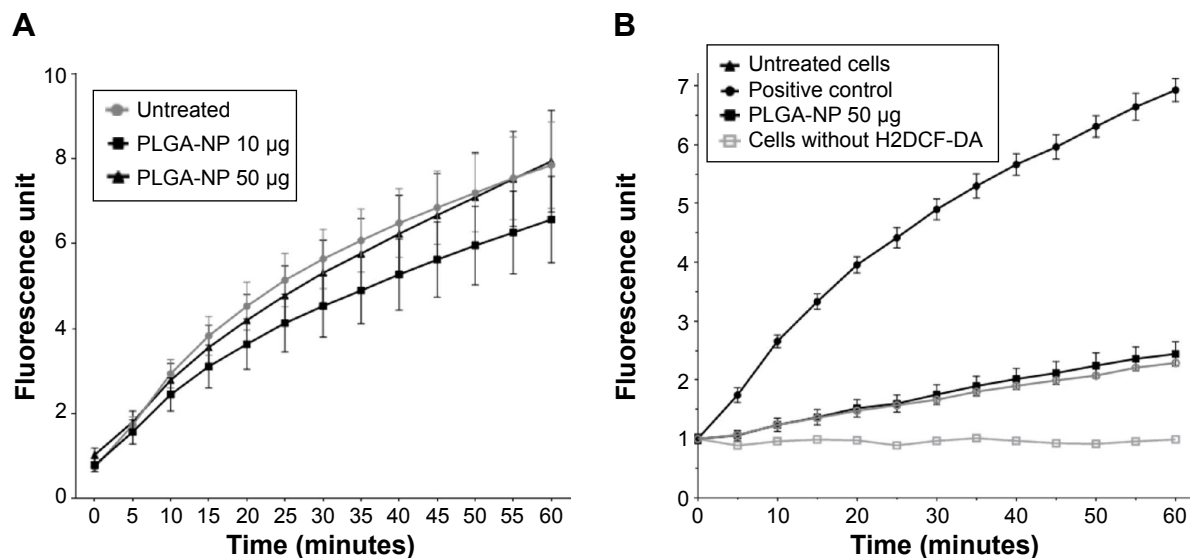 A
Fluorescence unit
10
8
6
4
2
0
Untreated
PLGA-NP 10 µg
PLGA-NP 50 µg
0 5 10 15 20 25 30 35 40 45 50 55 60
Time (minutes)
B
Fluorescence unit
7
6
5
4
3
2
1
0
Untreated cells
Positive control
PLGA-NP 50 µg
Cells without H2DCF-DA
0 10 20 30 40 50 60
Time (minutes)